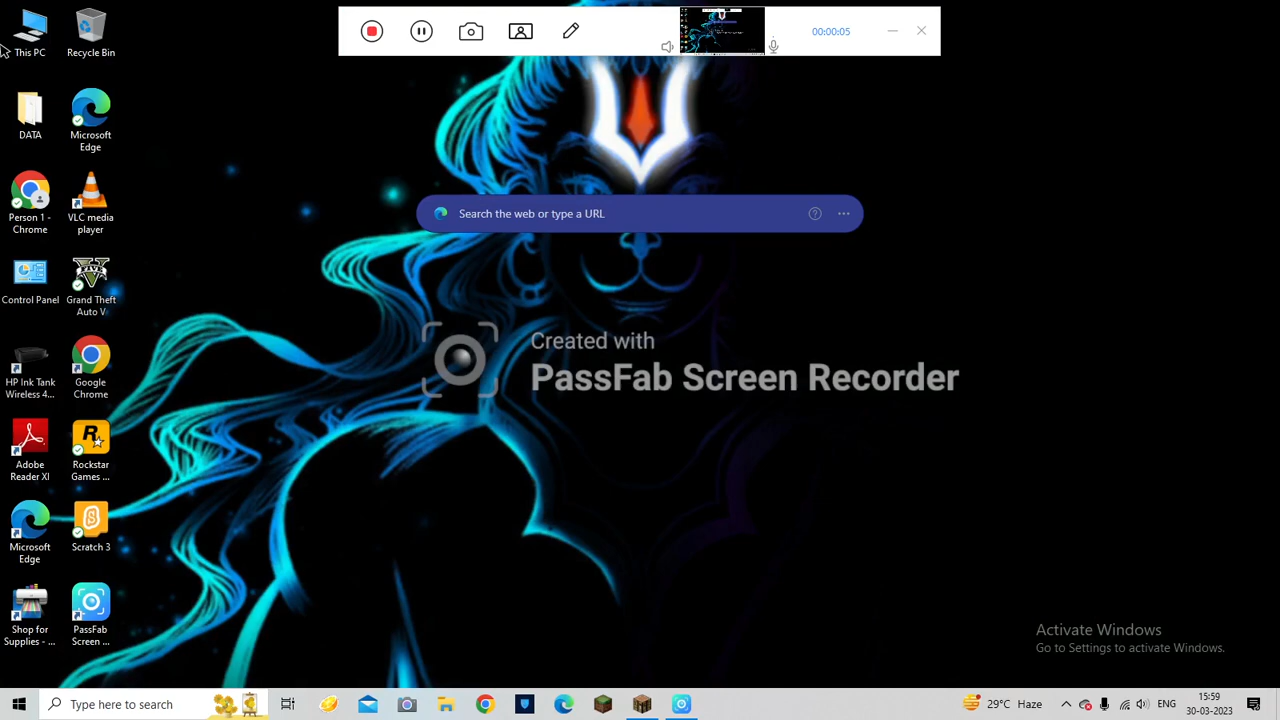 00:00:05
This PC
Recycle Bin
DATA
Microsoft
Edge
Search the web or type a URL
Person 1 -
Chrome
VLC media
player
Control Panel
Grand Theft
Auto V
Created with
PassFab Screen Recorder
HP Ink Tank
Wireless 4...
Google
Chrome
Adobe
Reader XI
Rockstar
Games ...
Microsoft
Edge
Scratch 3
Shop for
Supplies - ...
PassFab
Screen ...
Activate Windows
Go to Settings to activate Windows.
Type here to search
29°C Haze
ENG
15:59
30-03-2023